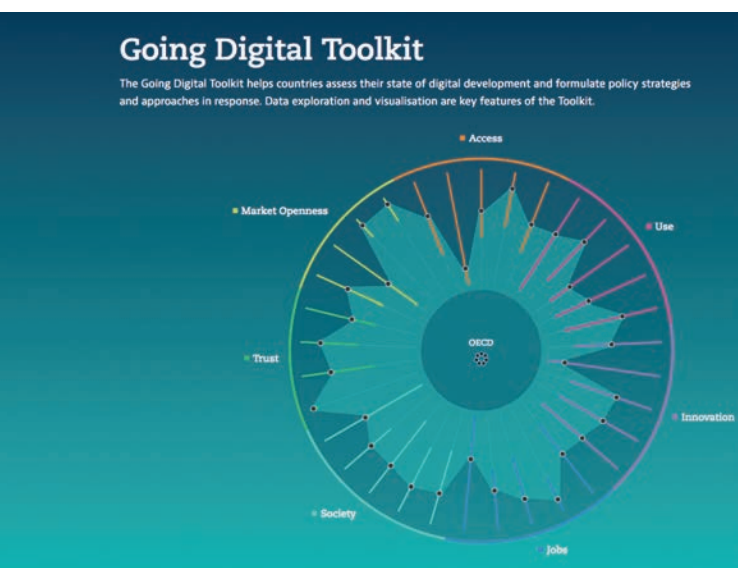 Going Digital Toolkit
The Going Digital Toolkit helps countries assess their state of digital development and formulate policy strategies
and approaches in response. Data exploration and visualisation are key features of the Toolkit.
Access
Market Openness
Use
OECD
Trust
Innovation
Society
Jobs